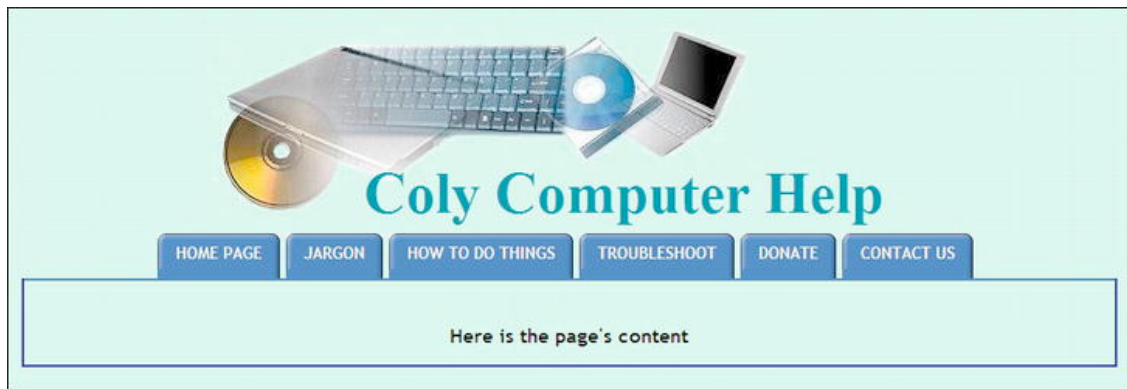 Coly Computer Help
HOME PAGE JARGON HOW TO DO THINGS TROUBLESHOOT DONATE CONTACT US
Here is the page's content